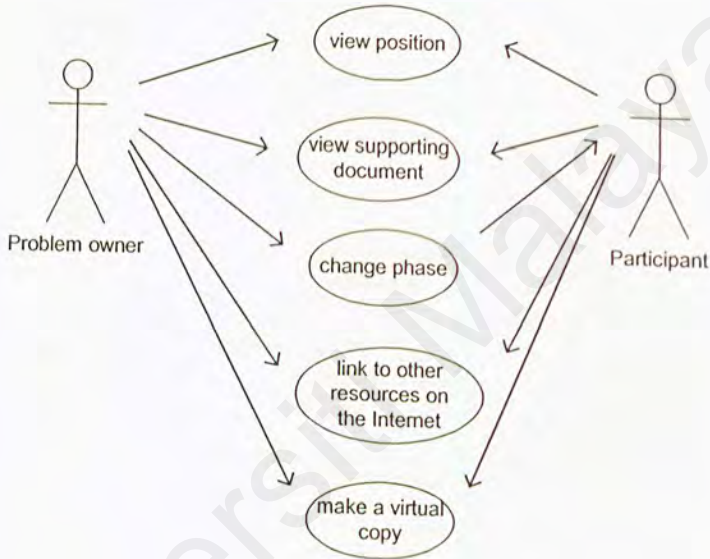 view position
view supporting
document
Problem owner
change phase
Participant
link to other
resources on
the Internet
make a virtual
copy